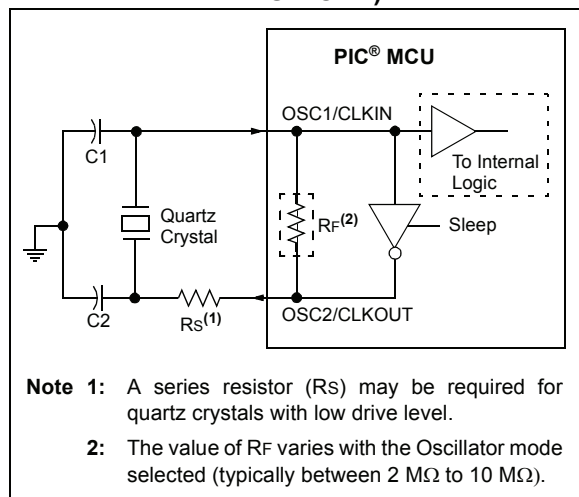 PIC® MCU
OSC1/CLKIN
C1
To Internal
Logic
Quartz
Crystal
RF(2)
Sleep
C2
RS(1)
OSC2/CLKOUT
Note 1: A series resistor (RS) may be required for
quartz crystals with low drive level.
2: The value of RF varies with the Oscillator mode
selected (typically between 2 MΩ to 10 MΩ).